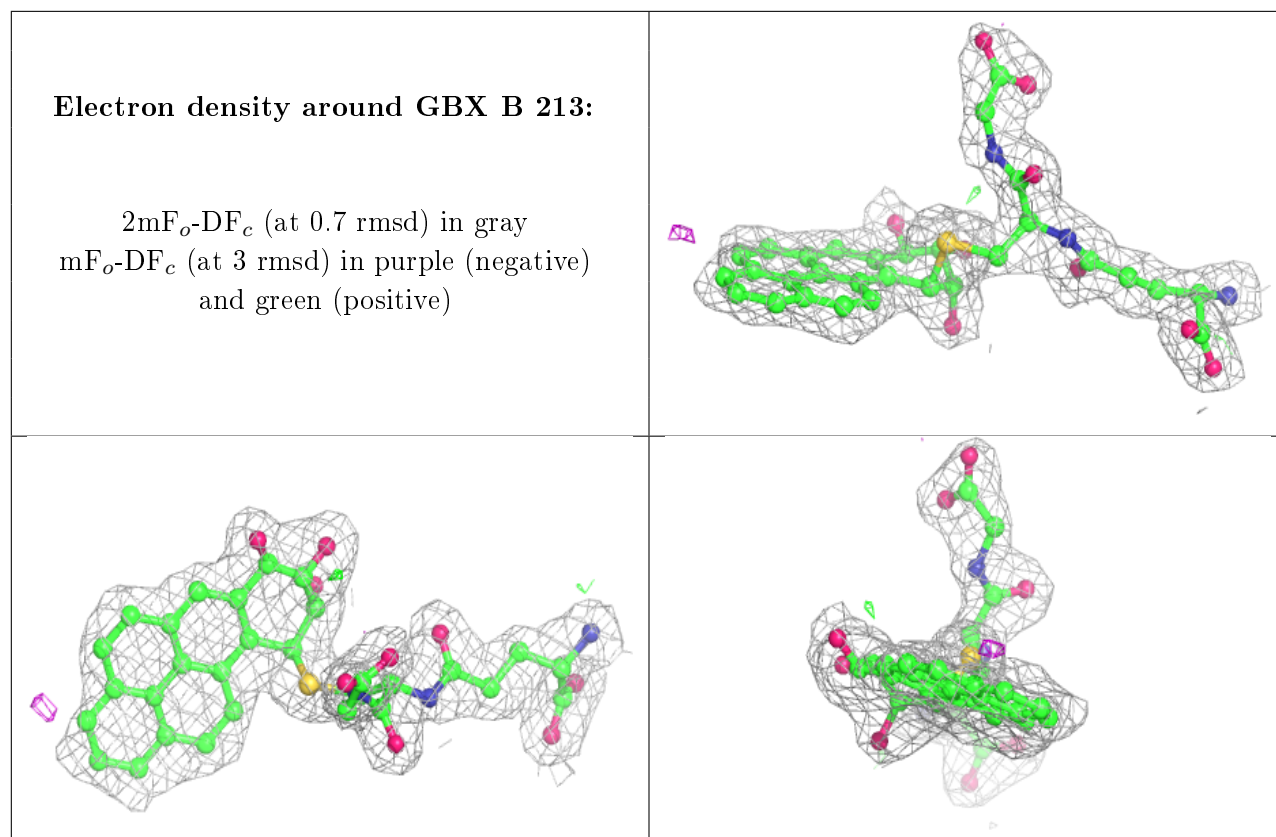 Electron density around GBX B 213:
2mFo-DFc (at 0.7 rmsd) in gray
mFo-DFc (at 3 rmsd) in purple (negative)
and green (positive)